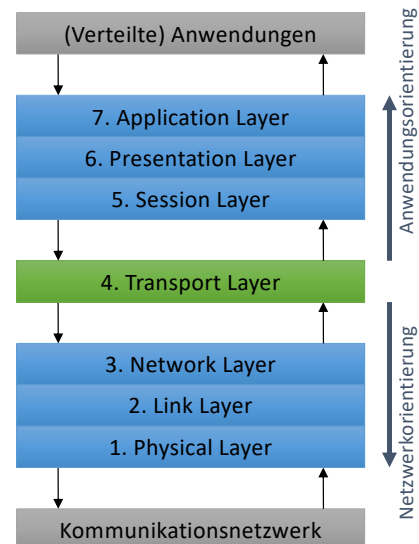 (Verteilte) Anwendungen
7. Application Layer
6. Presentation Layer
5. Session Layer
4. Transport Layer
3. Network Layer
2. Link Layer
1. Physical Layer
Kommunikationsnetzwerk
Anwendungsorientierung
Netzwerkorientierung